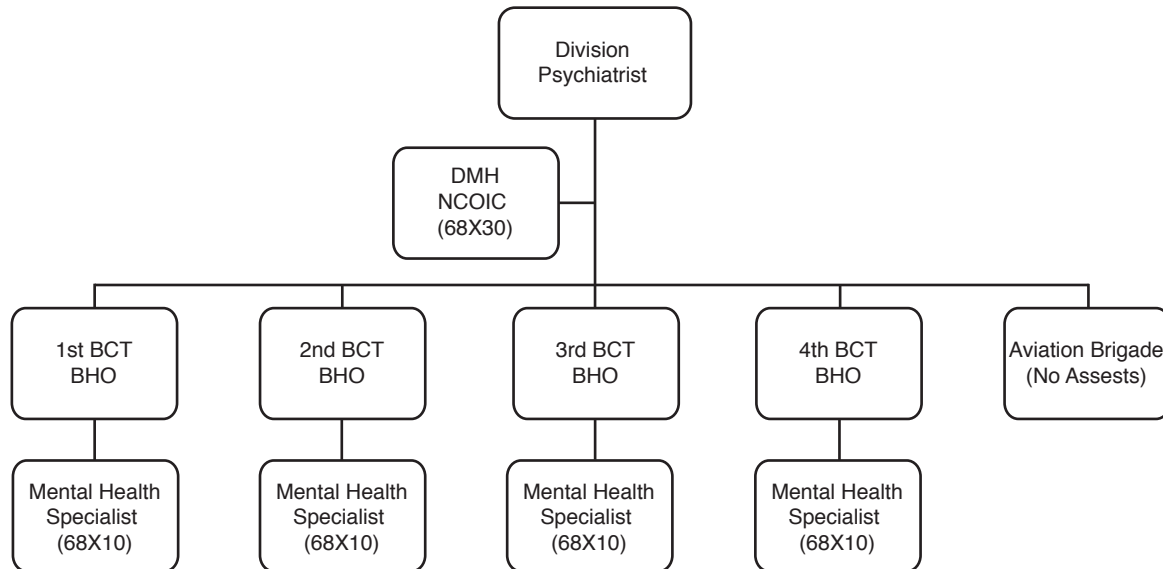 Division
Psychiatrist
DMH
NCOIC
(68X30)
1st BCT
BHO
2nd BCT
BHO
3rd BCT
BHO
4th BCT
BHO
Aviation Brigade
(No Assests)
Mental Health
Specialist
(68X10)
Mental Health
Specialist
(68X10)
Mental Health
Specialist
(68X10)
Mental Health
Specialist
(68X10)